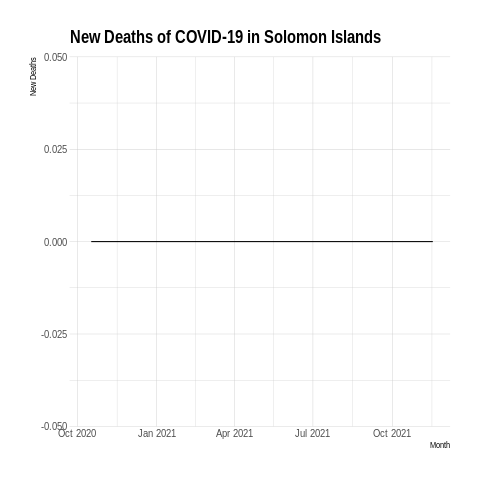 New Deaths of COVID-19 in Solomon Islands
New Deaths
0.050
0.025
0.000
-0.025
-0.050
Oct 2020 Jan 2021 Apr 2021 Jul 2021 Oct 2021
Month